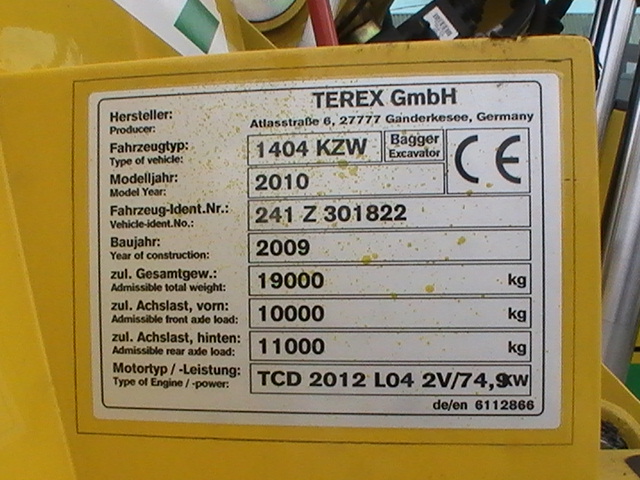 TEREX GmbH
Hersteller:
Producer:
Atlasstraße 6, 27777 Ganderkesee, Germany
Fahrzeugtyp:
Type of vehicle:
1404 KZW
Bagger
Excavator
CE
Modelljahr:
Model Year:
2010
Fahrzeug-Ident.Nr.:
Vehicle-ident.No.:
241 Z 301822
Baujahr:
Year of construction:
2009
zul. Gesamtgew.:
Admissible total weight:
19000 kg
zul. Achslast, vorn:
Admissible front axle load:
10000 kg
zul. Achslast, hinten:
Admissible rear axle load:
11000 kg
Motortyp / -Leistung:
Type of Engine / -power:
TCD 2012 L04 2V/74,9KW
de/en 6112866